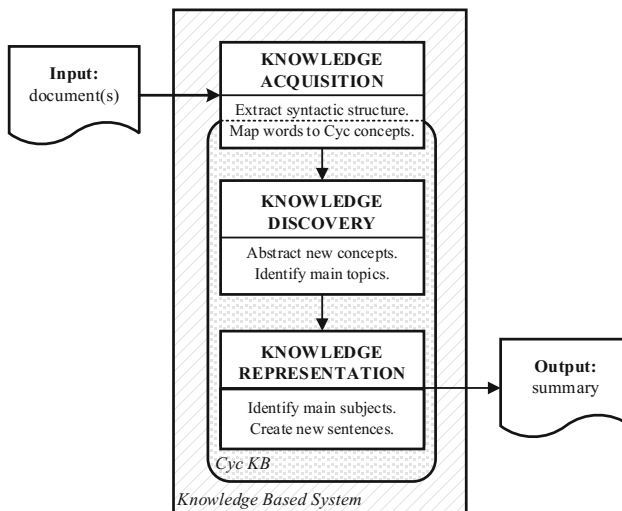 Input:
document(s)
KNOWLEDGE
ACQUISITION
Extract syntactic structure.
Map words to Cyc concepts.
KNOWLEDGE
DISCOVERY
Abstract new concepts.
Identify main topics.
KNOWLEDGE
REPRESENTATION
Identify main subjects.
Create new sentences.
Output:
summary
Cyc KB
Knowledge Based System